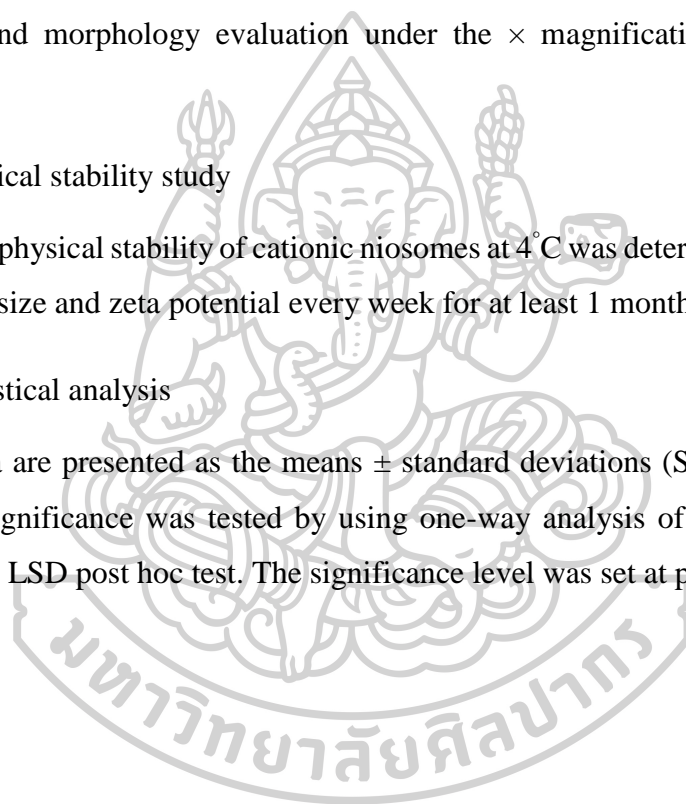 nd morphology evaluation under the × magnificati
ical stability study
physical stability of cationic niosomes at 4°C was deter
size and zeta potential every week for at least 1 month
stical analysis
are presented as the means ± standard deviations (S
gnificance was tested by using one-way analysis of
LSD post hoc test. The significance level was set at p
มหาวิทยาลัยศิลปากร